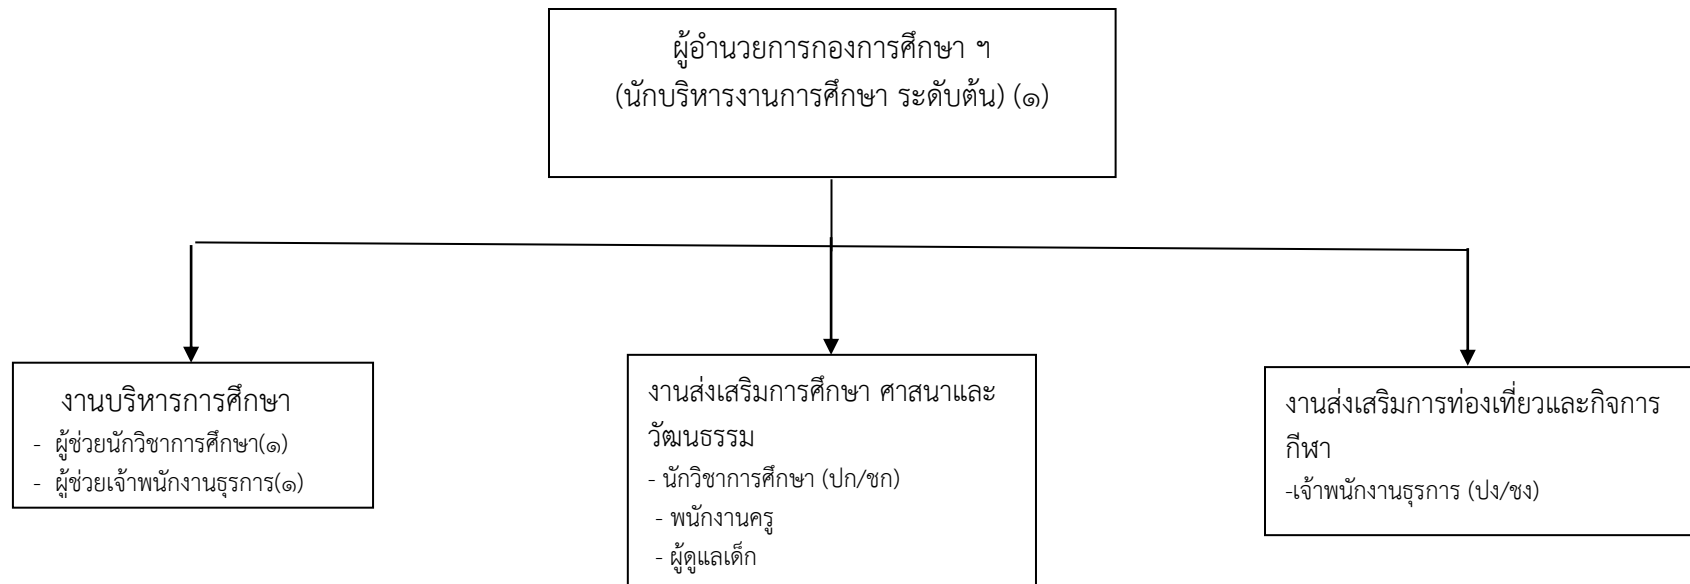 ผู้อำนวยการกองการศึกษา ฯ
(นักบริหารงานการศึกษา ระดับต้น) (๑)
งานบริหารการศึกษา
- ผู้ช่วยนักวิชาการศึกษา(๑)
- ผู้ช่วยเจ้าพนักงานธุรการ(๑)
งานส่งเสริมการศึกษา ศาสนาและ
วัฒนธรรม
- นักวิชาการศึกษา (ปก/ชก)
- พนักงานครู
- ผู้ดูแลเด็ก
งานส่งเสริมการท่องเที่ยวและกิจการ
กีฬา
-เจ้าพนักงานธุรการ (ปง/ชง)